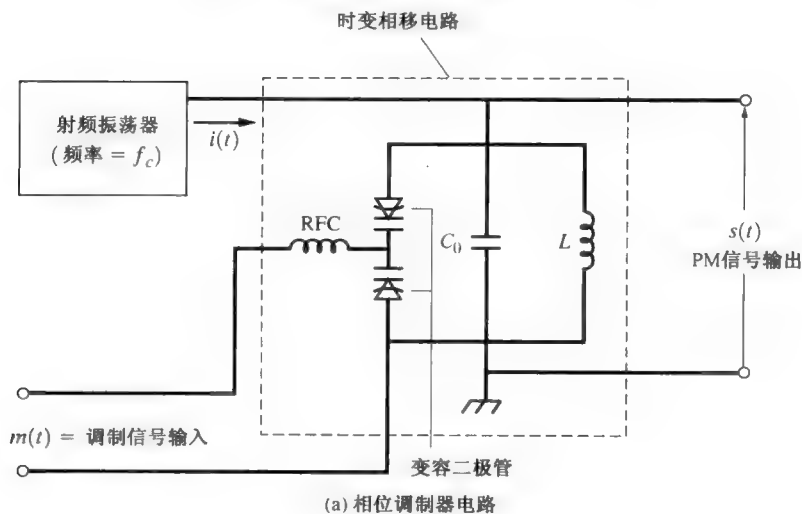 时变相移电路
射频振荡器
(频率 = f_c)
i(t)
RFC
C_0
L
s(t)
PM信号输出
m(t) = 调制信号输入
变容二极管
(a) 相位调制器电路